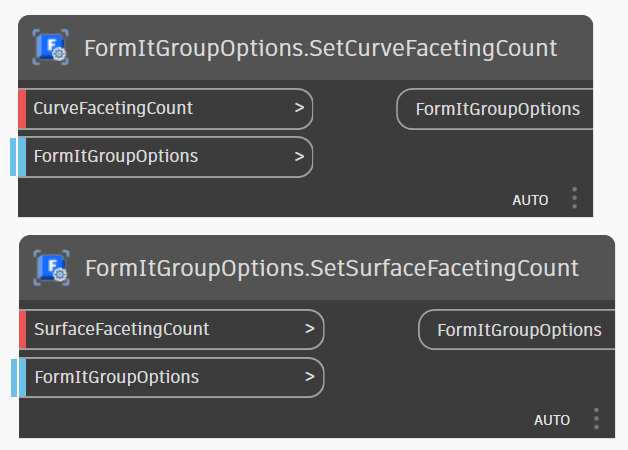 FormItGroupOptions.SetCurveFacetingCount
CurveFacetingCount >
FormItGroupOptions
FormItGroupOptions >
AUTO
FormItGroupOptions.SetSurfaceFacetingCount
SurfaceFacetingCount >
FormItGroupOptions
FormItGroupOptions >
AUTO